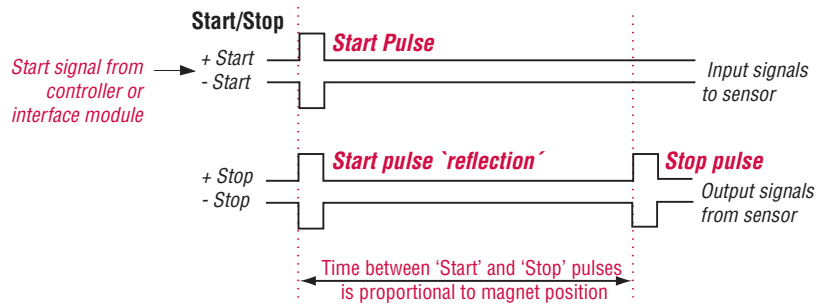 Start/Stop
Start Pulse
+ Start
- Start
Start signal from
controller or
interface module
Input signals
to sensor
Start pulse `reflection´
Stop pulse
+ Stop
- Stop
Output signals
from sensor
Time between ‘Start’ and ‘Stop’ pulses
is proportional to magnet position